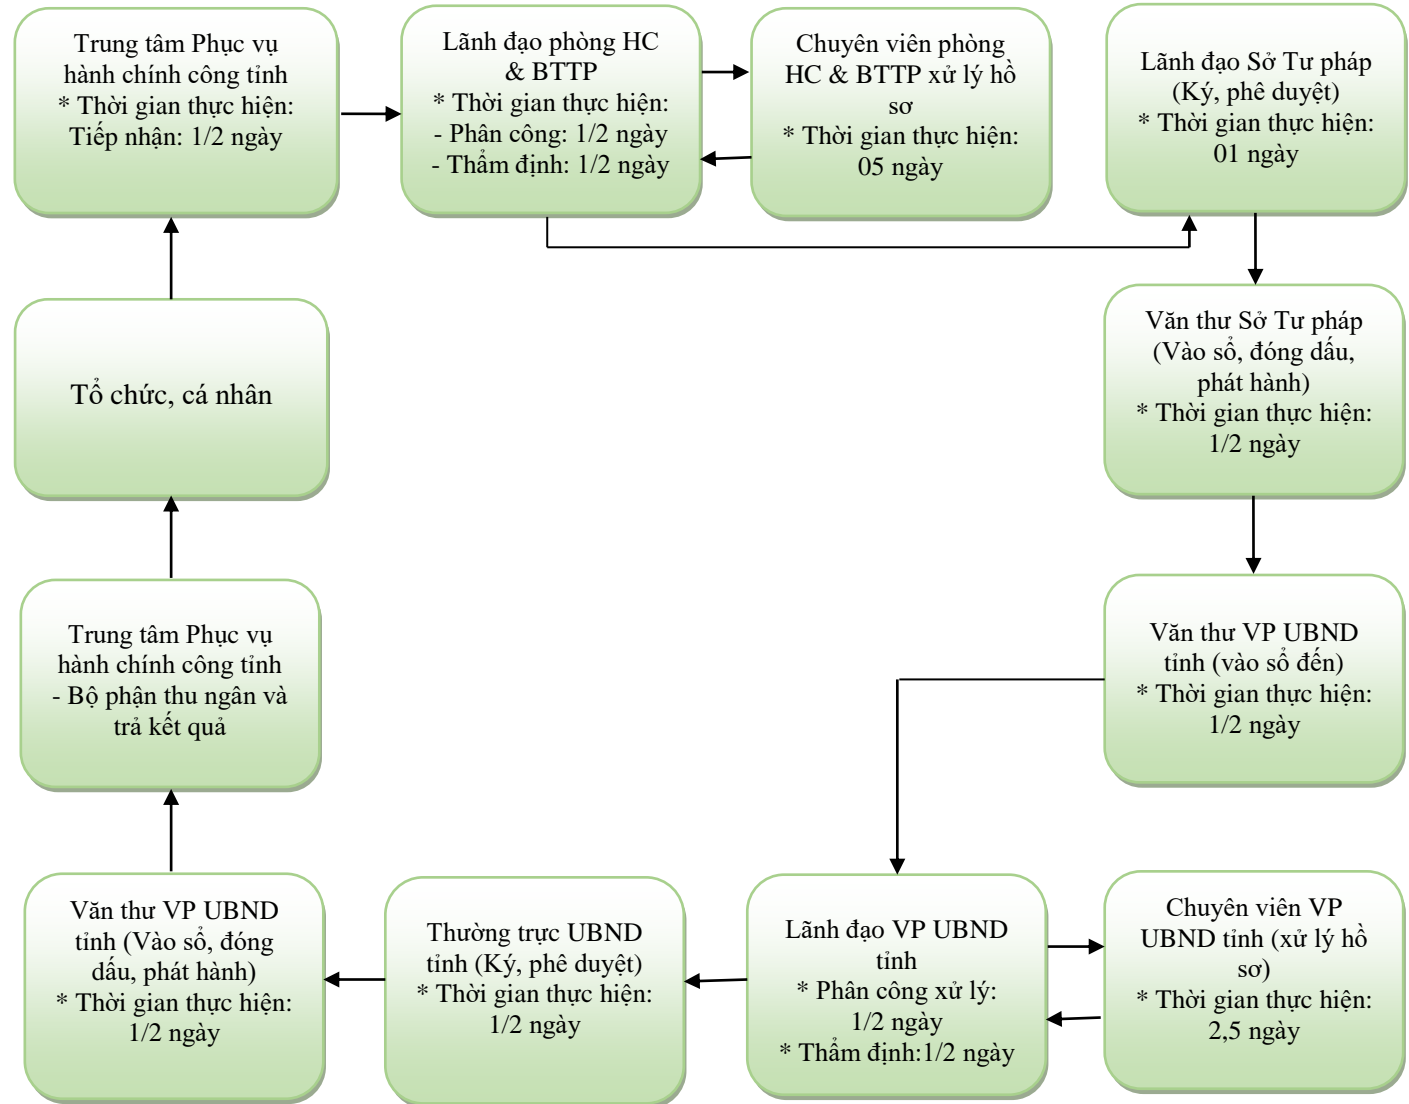 Trung tâm Phục vụ
hành chính công tỉnh
* Thời gian thực hiện:
Tiếp nhận: 1/2 ngày
Lãnh đạo phòng HC
& BTTP
* Thời gian thực hiện:
- Phân công: 1/2 ngày
- Thẩm định: 1/2 ngày
Chuyên viên phòng
HC & BTTP xử lý hồ
sơ
* Thời gian thực hiện:
05 ngày
Lãnh đạo Sở Tư pháp
(Ký, phê duyệt)
* Thời gian thực hiện:
01 ngày
Văn thư Sở Tư pháp
(Vào sổ, đóng dấu,
phát hành)
* Thời gian thực hiện:
1/2 ngày
Tổ chức, cá nhân
Văn thư VP UBND
tỉnh (vào sổ đến)
* Thời gian thực hiện:
1/2 ngày
Trung tâm Phục vụ
hành chính công tỉnh
- Bộ phận thu ngân và
trả kết quả
Văn thư VP UBND
tỉnh (Vào sổ, đóng
dấu, phát hành)
* Thời gian thực hiện:
1/2 ngày
Thường trực UBND
tỉnh (Ký, phê duyệt)
* Thời gian thực hiện:
1/2 ngày
Lãnh đạo VP UBND
tỉnh
* Phân công xử lý:
1/2 ngày
* Thẩm định:1/2 ngày
Chuyên viên VP
UBND tỉnh (xử lý hồ
sơ)
* Thời gian thực hiện:
2,5 ngày